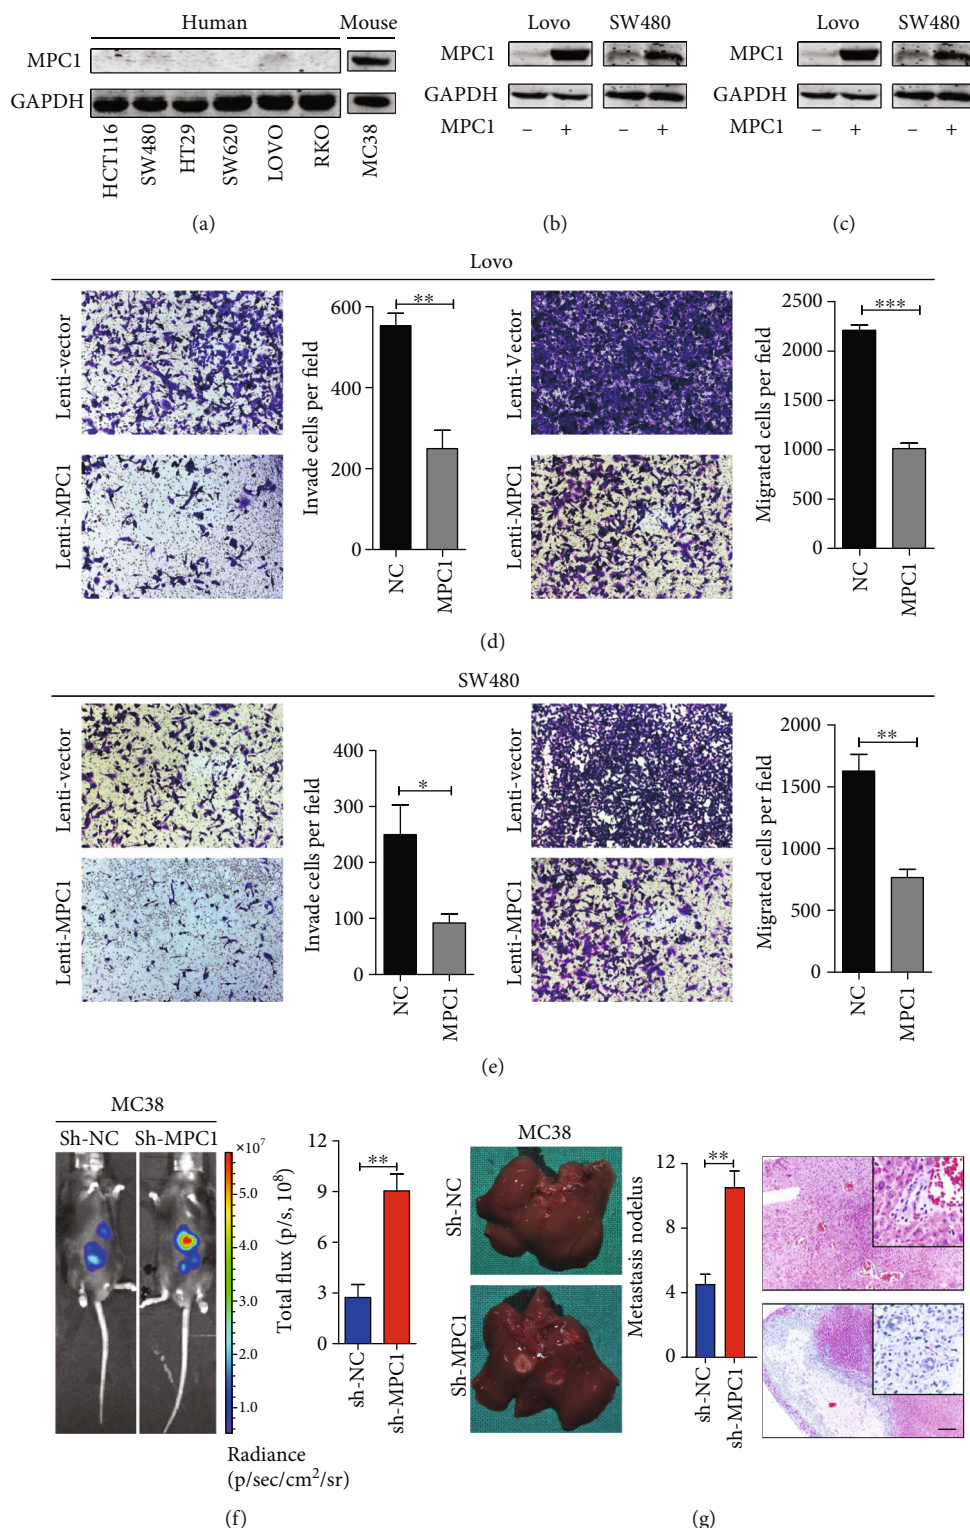 Human Mouse
MPC1
GAPDH
HCT116
SW480
HT29
SW620
LOVO
RKO
MC38
(a)
Lovo SW480
MPC1
GAPDH
MPC1 – + – +
(b)
Lovo SW480
MPC1
GAPDH
MPC1 – + – +
(c)
Lovo
Lenti-vector
Lenti-MPC1
Invade cells per field
600
400
200
0
**
NC
MPC1
Lenti-Vector
Lenti-MPC1
Migrated cells per field
2500
2000
1500
1000
500
0
***
NC
MPC1
(d)
SW480
Lenti-vector
Lenti-MPC1
Invade cells per field
400
300
200
100
0
*
NC
MPC1
Lenti-vector
Lenti-MPC1
Migrated cells per field
2000
1500
1000
500
0
**
NC
MPC1
(e)
MC38
Sh-NC Sh-MPC1
×10⁷
5.0
4.0
3.0
2.0
1.0
Radiance
(p/sec/cm²/sr)
Total flux (p/s, 10⁸)
12
9
6
3
0
**
sh-NC
sh-MPC1
(f)
MC38
Sh-NC
Sh-MPC1
Metastasis nodelus
12
8
4
0
**
sh-NC
sh-MPC1
(g)